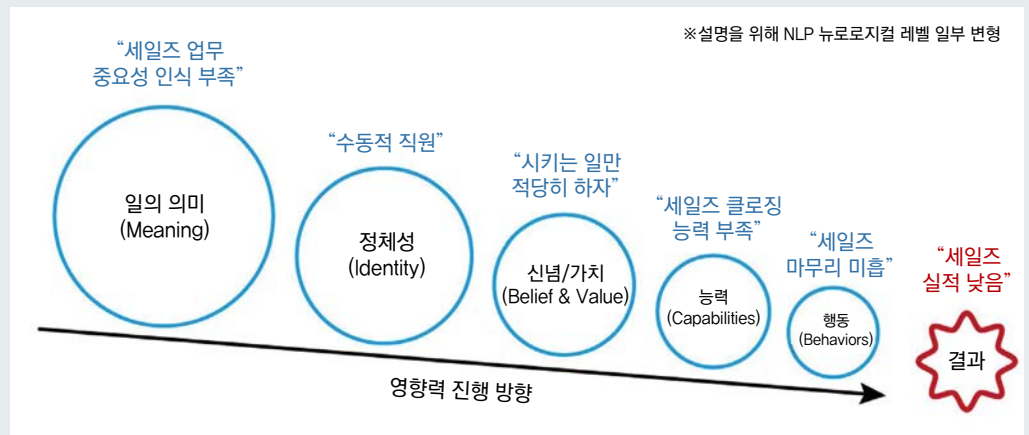 ※설명을 위해 NLP 뉴로로지컬 레벨 일부 변형
“세일즈 업무
중요성 인식 부족”
일의 의미
(Meaning)
“수동적 직원”
정체성
(Identity)
“시키는 일만
적당히 하자”
신념/가치
(Belief & Value)
“세일즈 클로징
능력 부족”
능력
(Capabilities)
“세일즈
마무리 미흡”
행동
(Behaviors)
“세일즈
실적 낮음”
결과
영향력 진행 방향